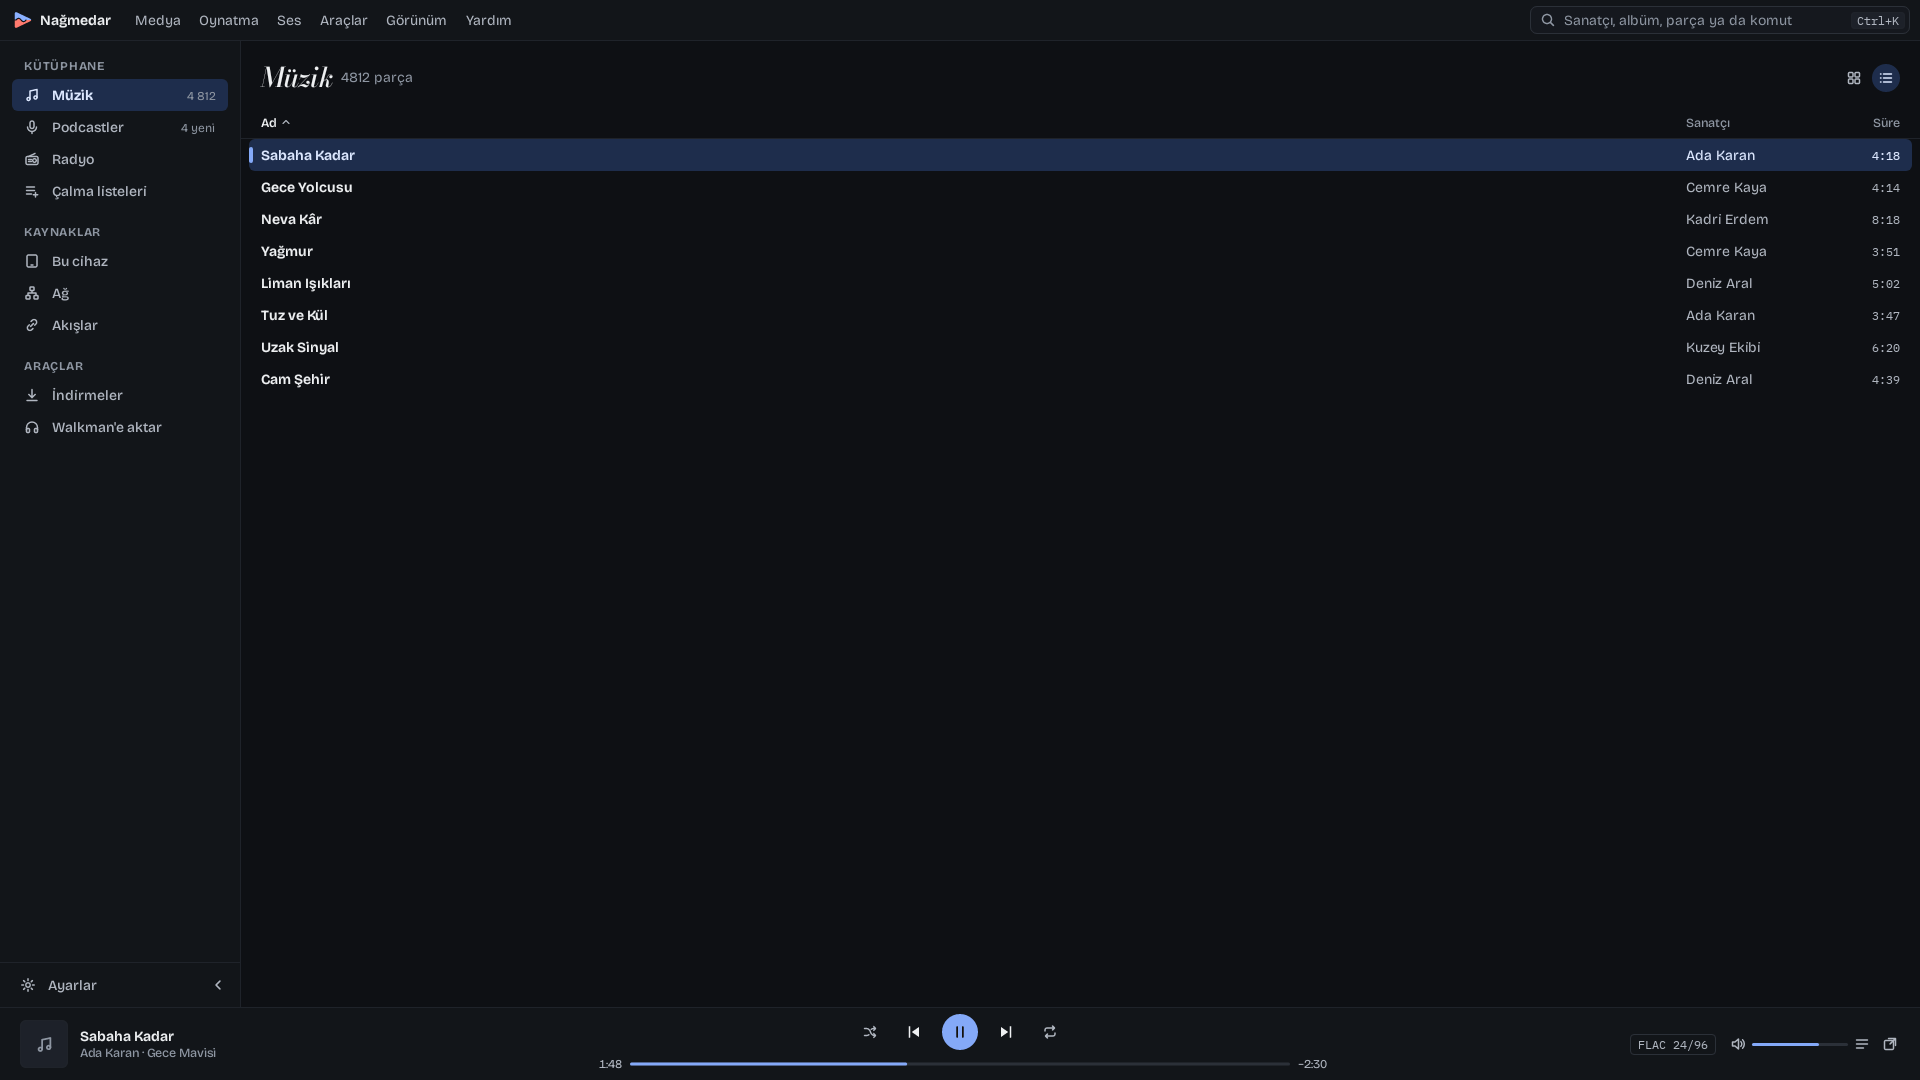 Nağmedar Medya Oynatma Ses Araçlar Görünüm Yardım
Sanatçı, albüm, parça ya da komut Ctrl+K
KÜTÜPHANE
Müzik 4 812
Podcastler 4 yeni
Radyo
Çalma listeleri
KAYNAKLAR
Bu cihaz
Ağ
Akışlar
ARAÇLAR
İndirmeler
Walkman'e aktar
Ayarlar
Müzik 4812 parça
Ad Sanatçı Süre
Sabaha Kadar Ada Karan 4:18
Gece Yolcusu Cemre Kaya 4:14
Neva Kâr Kadri Erdem 8:18
Yağmur Cemre Kaya 3:51
Liman Işıkları Deniz Aral 5:02
Tuz ve Kül Ada Karan 3:47
Uzak Sinyal Kuzey Ekibi 6:20
Cam Şehir Deniz Aral 4:39
Sabaha Kadar
Ada Karan · Gece Mavisi
1:48 −2:30
FLAC 24/96